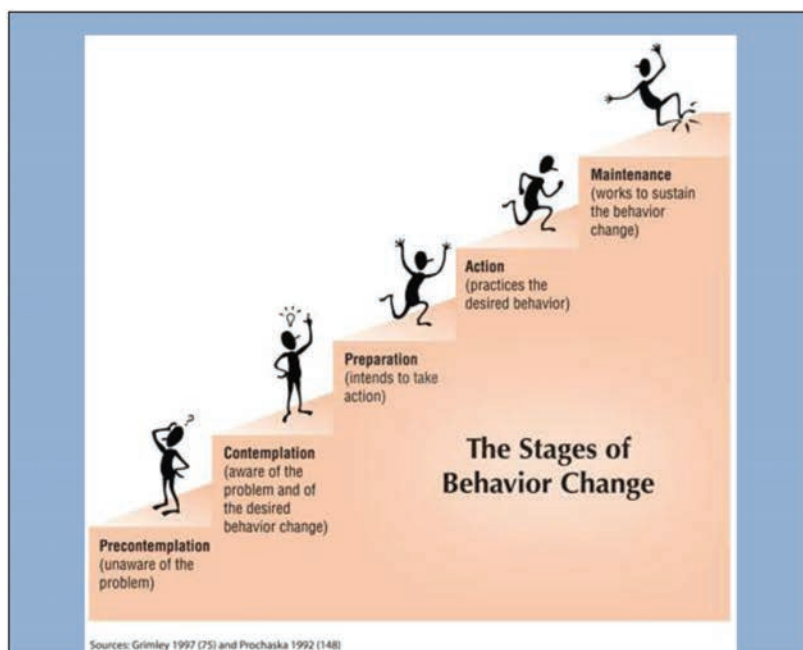 Maintenance
(works to sustain
the behavior
change)
Action
(practices the
desired behavior)
Preparation
(intends to take
action)
Contemplation
(aware of the
problem and of
the desired
behavior change)
Precontemplation
(unaware of the
problem)
The Stages of
Behavior Change
Sources: Grimley 1997 (75) and Prochaska 1992 (148)